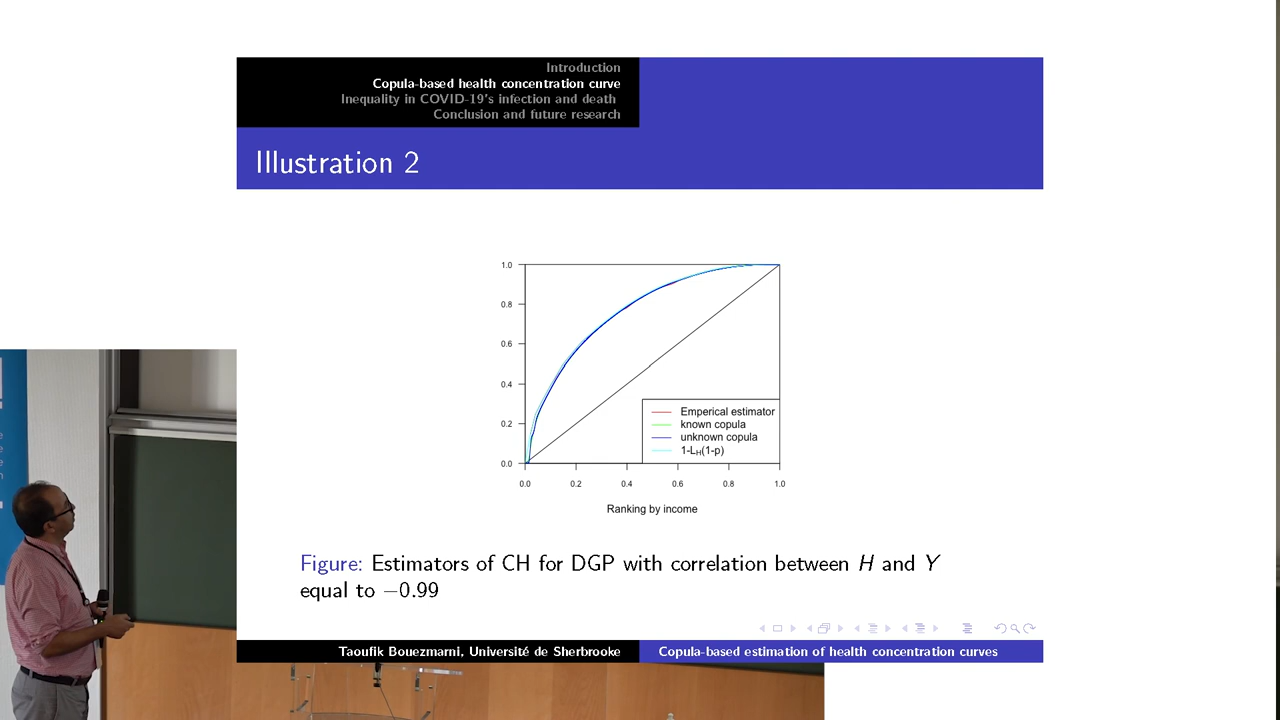 Introduction
Copula-based health concentration curve
Inequality in COVID-19's infection and death
Conclusion and future research
Illustration 2
1.0
0.8
0.6
0.4
0.2
0.0
Emperical estimator
known copula
unknown copula
1-L_H(1-p)
0.0 0.2 0.4 0.6 0.8 1.0
Ranking by income
Figure: Estimators of CH for DGP with correlation between H and Y
equal to −0.99
Taoufik Bouezmarni, Université de Sherbrooke
Copula-based estimation of health concentration curves